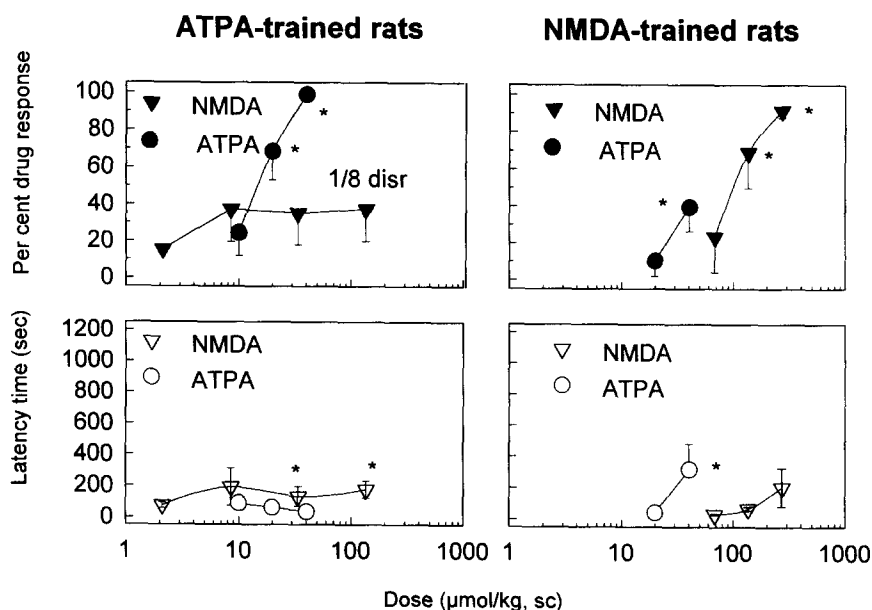 ATPA-trained rats
NMDA-trained rats
Per cent drug response
100
80
60
40
20
0
NMDA
ATPA
*
*
1/8 disr
NMDA
ATPA
*
*
*
Latency time (sec)
1200
1000
800
600
400
200
0
NMDA
ATPA
*
*
NMDA
ATPA
*
1
10
100
1000
1
10
100
1000
Dose (µmol/kg, sc)